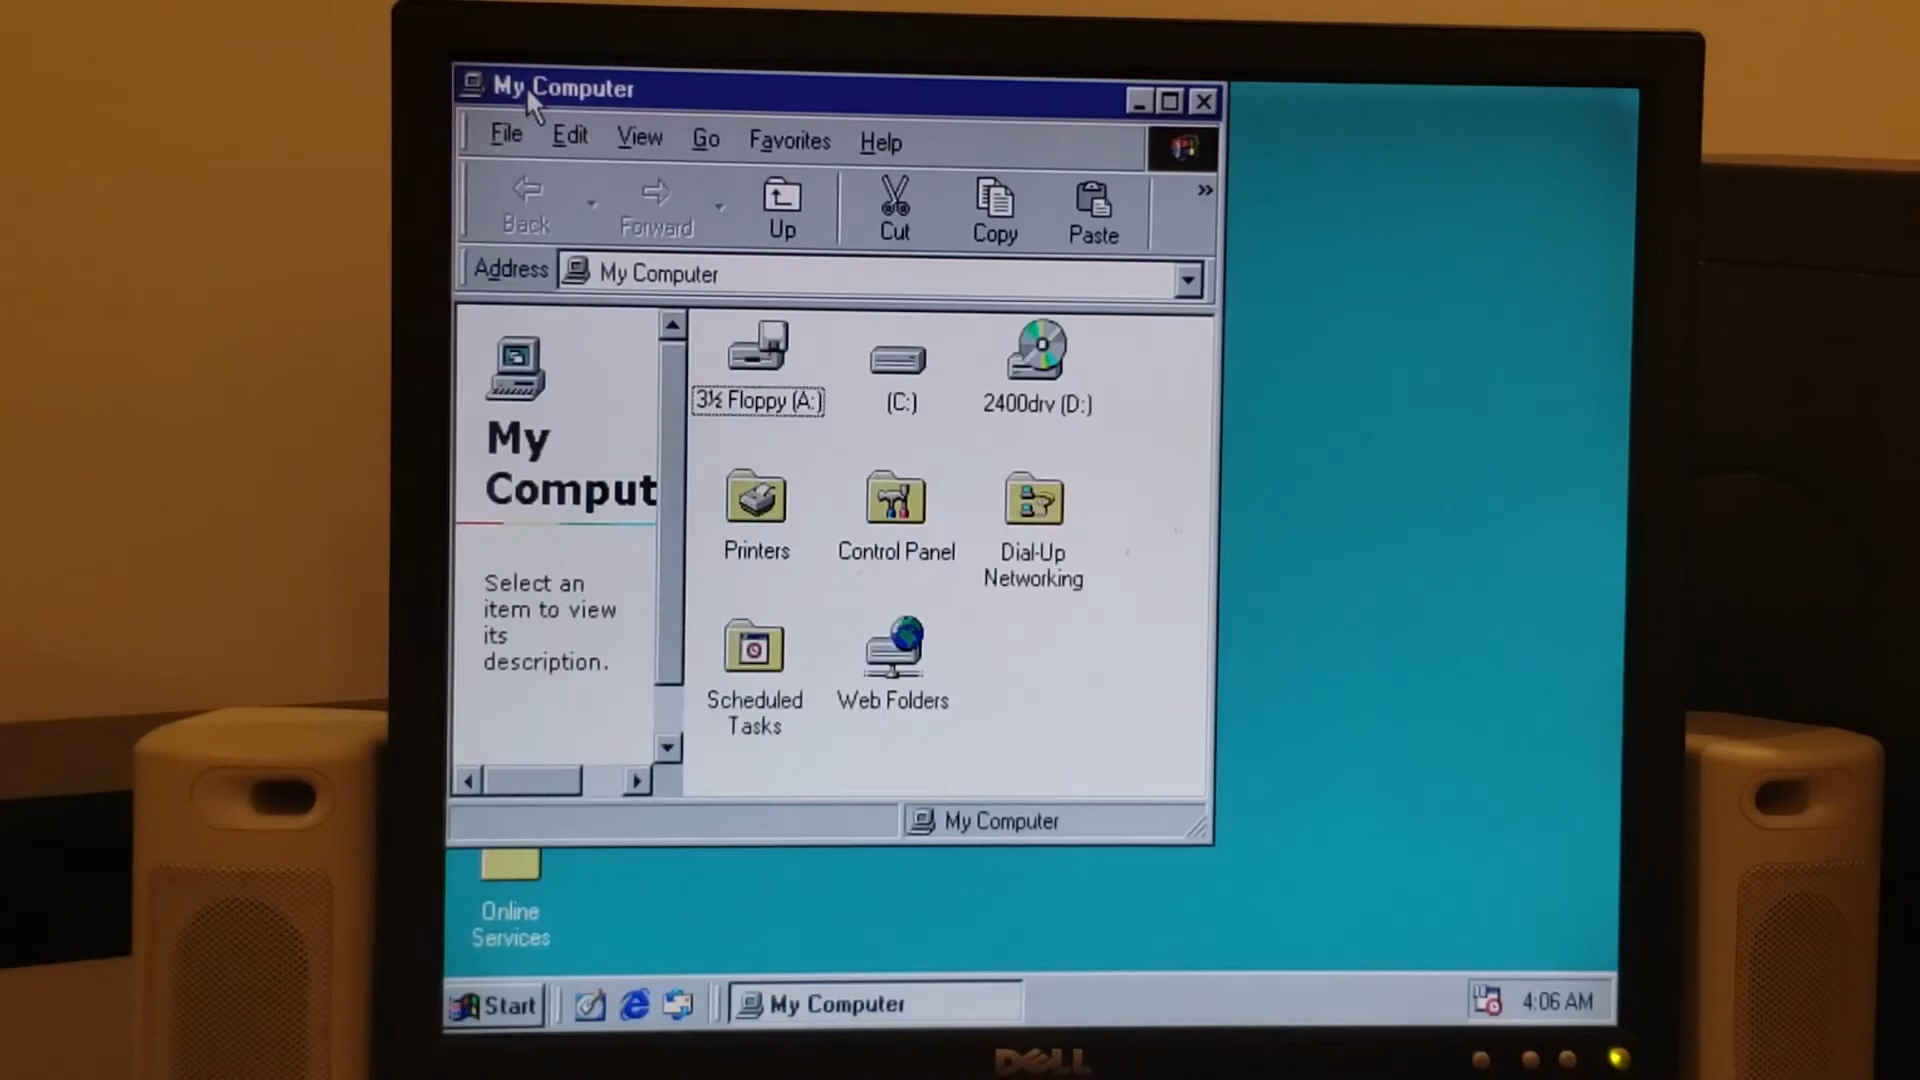 My Computer
File Edit View Go Favorites Help
Back Forward Up Cut Copy Paste »
Address My Computer
3½ Floppy (A:) (C:) 2400drv (D:)
My
Comput
Select an
item to view
its
description.
Printers Control Panel Dial-Up
Networking
Scheduled
Tasks
Web Folders
My Computer
Online
Services
Start My Computer 4:06 AM
DELL